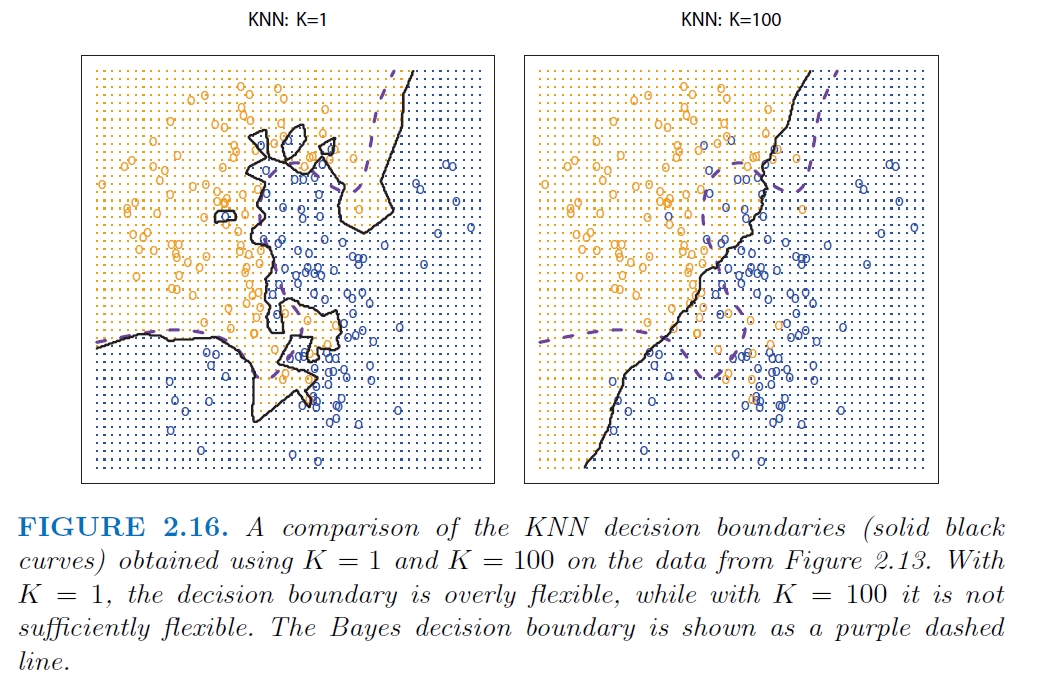 KNN: K=1
KNN: K=100
FIGURE 2.16. A comparison of the KNN decision boundaries (solid black
curves) obtained using K = 1 and K = 100 on the data from Figure 2.13. With
K = 1, the decision boundary is overly flexible, while with K = 100 it is not
sufficiently flexible. The Bayes decision boundary is shown as a purple dashed
line.